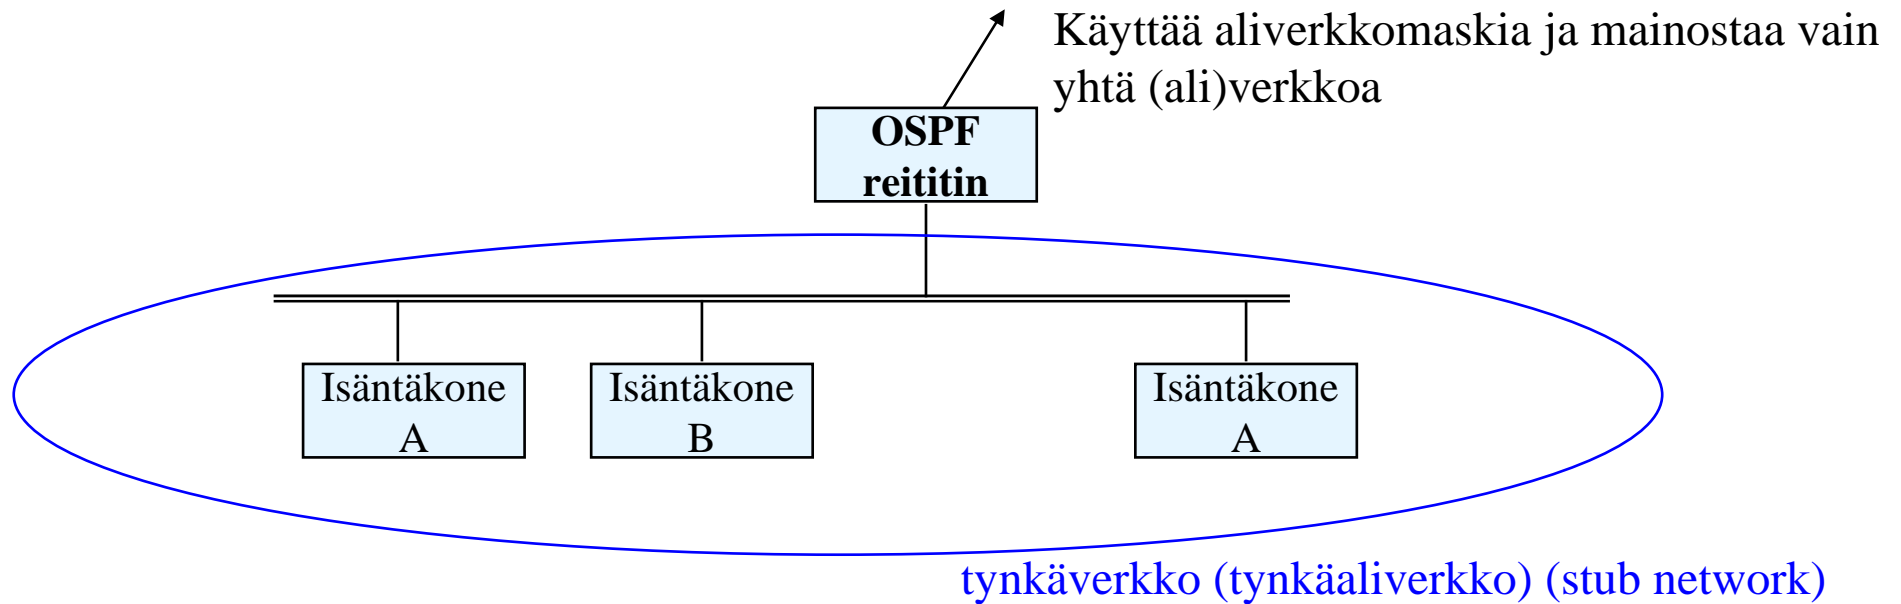 Käyttää aliverkkomaskia ja mainostaa vain
yhtä (ali)verkkoa
OSPF
reititin
Isäntäkone
A
Isäntäkone
B
Isäntäkone
A
tynkäverkko (tynkäaliverkko) (stub network)